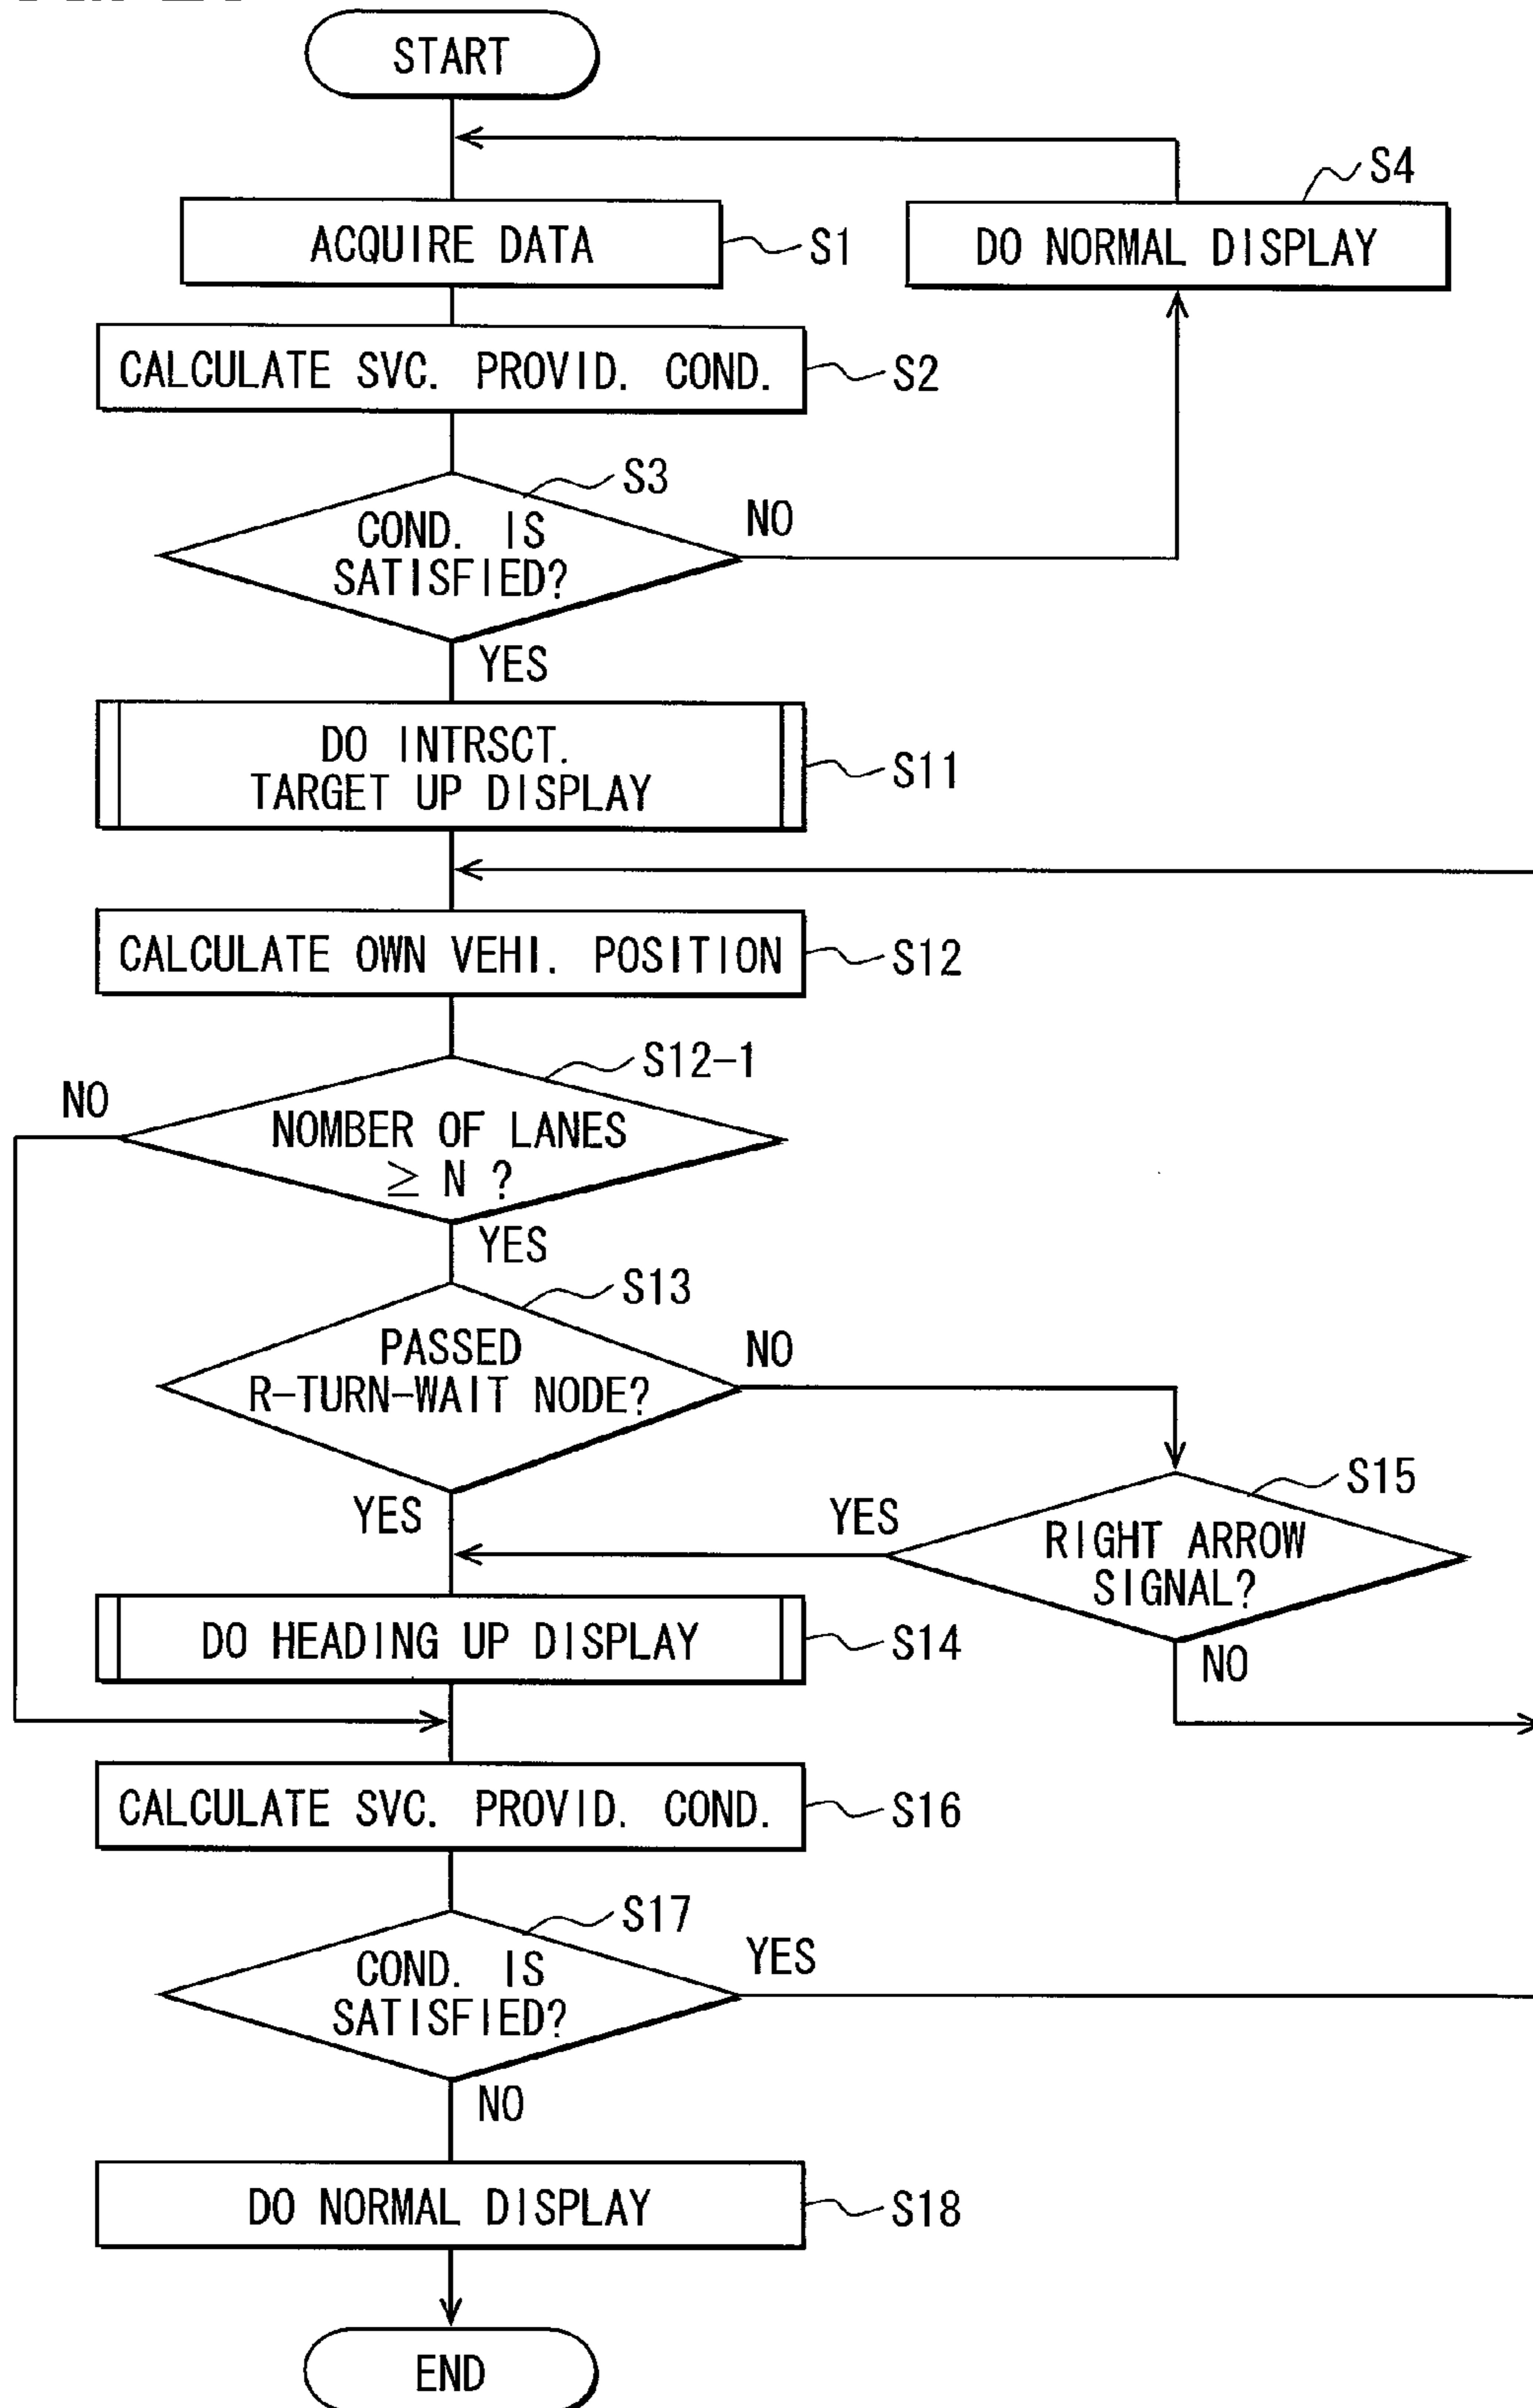 START
S4
ACQUIRE DATA
S1
DO NORMAL DISPLAY
CALCULATE SVC. PROVID. COND.
S2
S3
COND. IS
SATISFIED?
NO
YES
DO INTRSCT.
TARGET UP DISPLAY
S11
CALCULATE OWN VEHI. POSITION
S12
S12-1
NO
NOMBER OF LANES
≥ N ?
YES
S13
PASSED
R-TURN-WAIT NODE?
NO
YES
S15
YES
RIGHT ARROW
SIGNAL?
NO
DO HEADING UP DISPLAY
S14
CALCULATE SVC. PROVID. COND.
S16
S17
COND. IS
SATISFIED?
YES
NO
DO NORMAL DISPLAY
S18
END